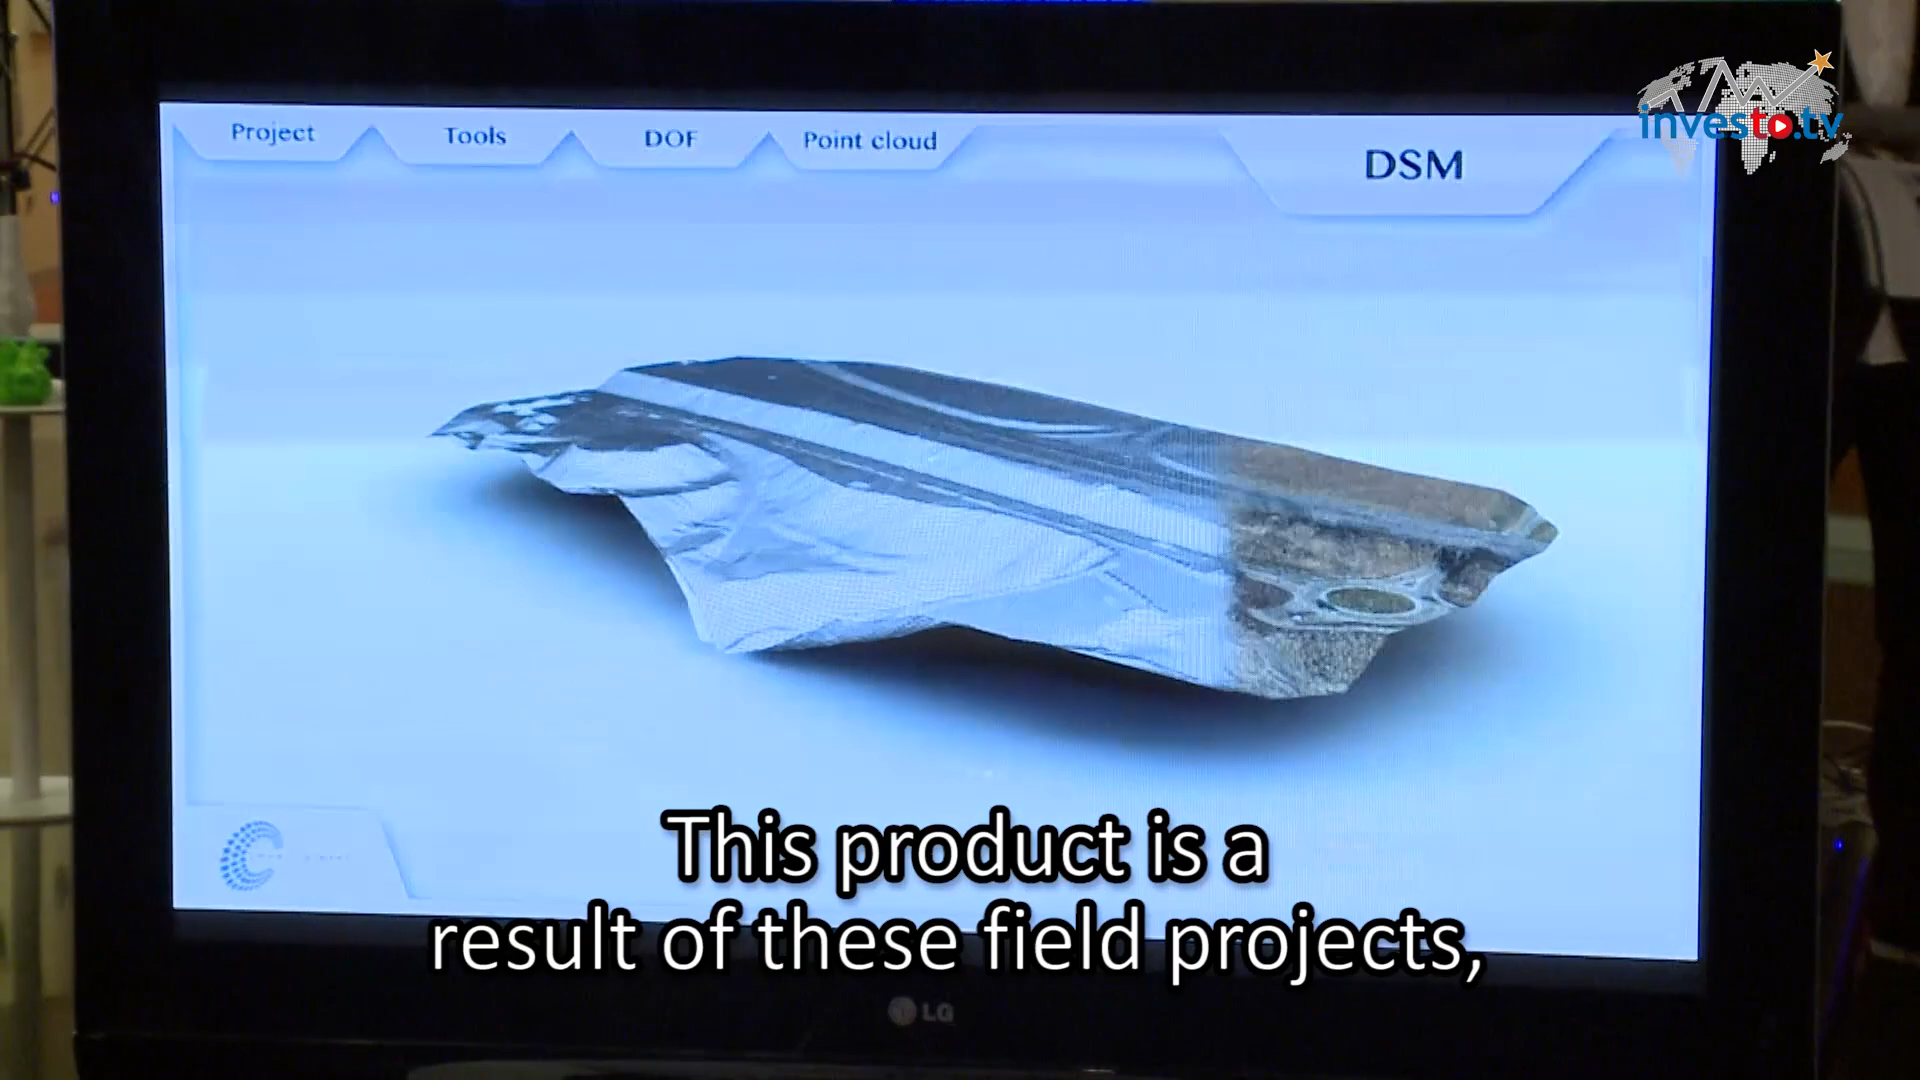 investo.tv
Project
Tools
DOF
Point cloud
DSM
This product is a
result of these field projects,
LG